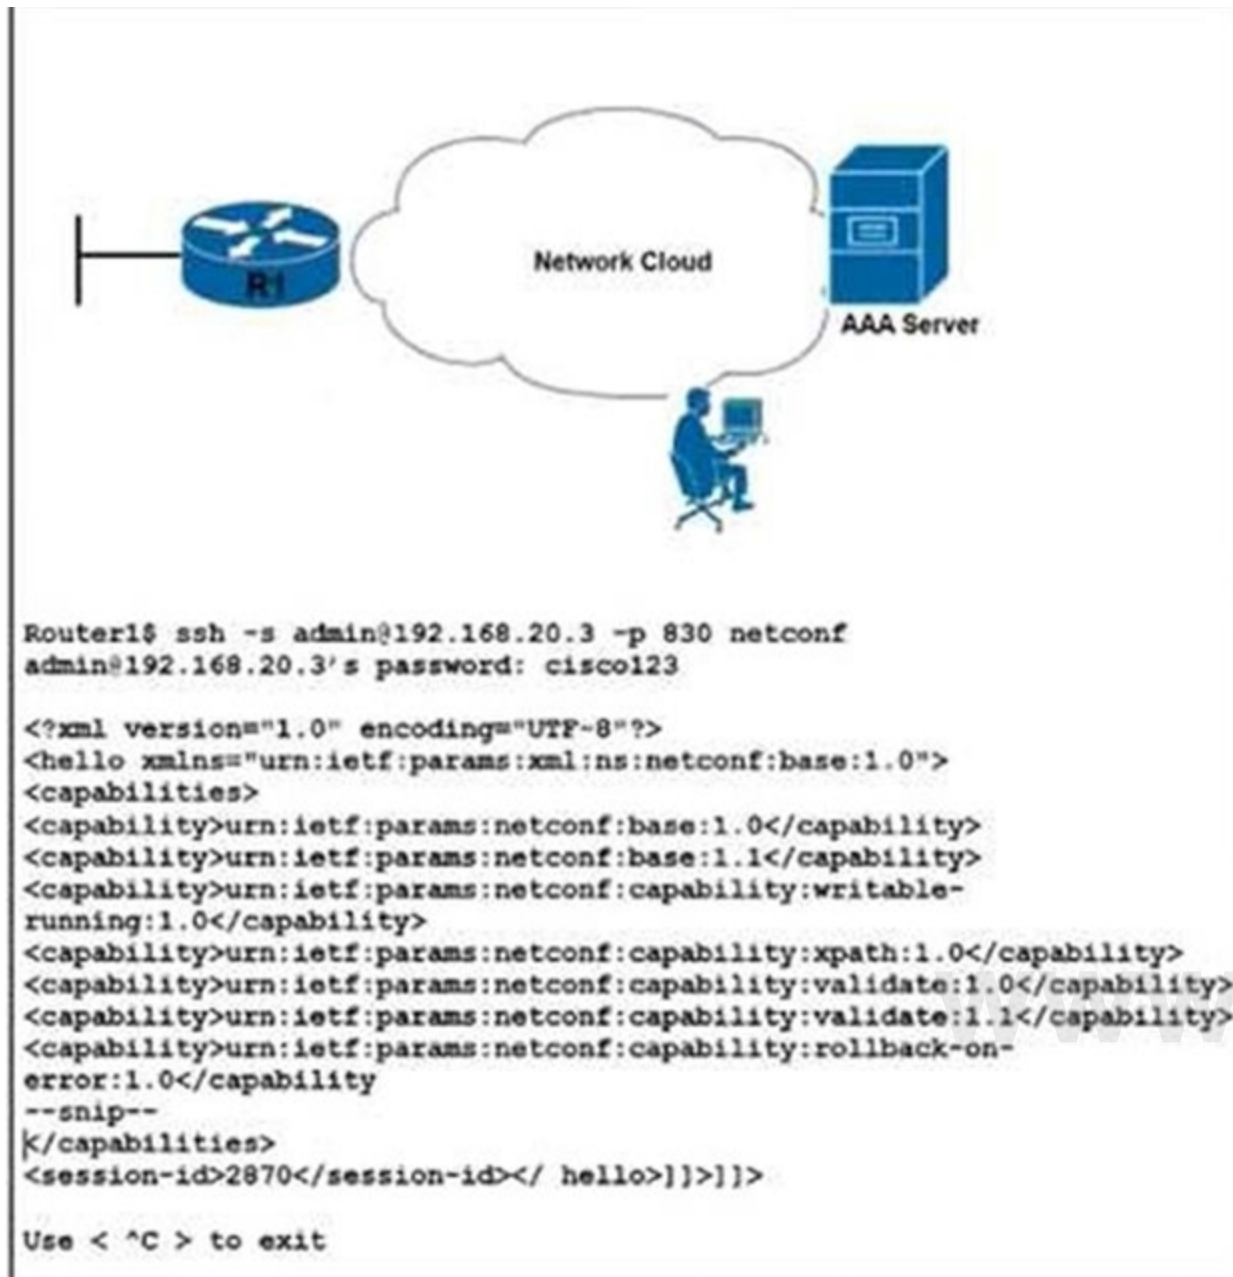 R1
Network Cloud
AAA Server
Router1$ ssh -s admin@192.168.20.3 -p 830 netconf
admin@192.168.20.3's password: cisco123
<?xml version="1.0" encoding="UTF-8"?>
<hello xmlns="urn:ietf:params:xml:ns:netconf:base:1.0">
<capabilities>
<capability>urn:ietf:params:netconf:base:1.0</capability>
<capability>urn:ietf:params:netconf:base:1.1</capability>
<capability>urn:ietf:params:netconf:capability:writable-
running:1.0</capability>
<capability>urn:ietf:params:netconf:capability:xpath:1.0</capability>
<capability>urn:ietf:params:netconf:capability:validate:1.0</capability>
<capability>urn:ietf:params:netconf:capability:validate:1.1</capability>
<capability>urn:ietf:params:netconf:capability:rollback-on-
error:1.0</capability
--snip--
</capabilities>
<session-id>2870</session-id></ hello>]]>]]>
Use < ^C > to exit
www